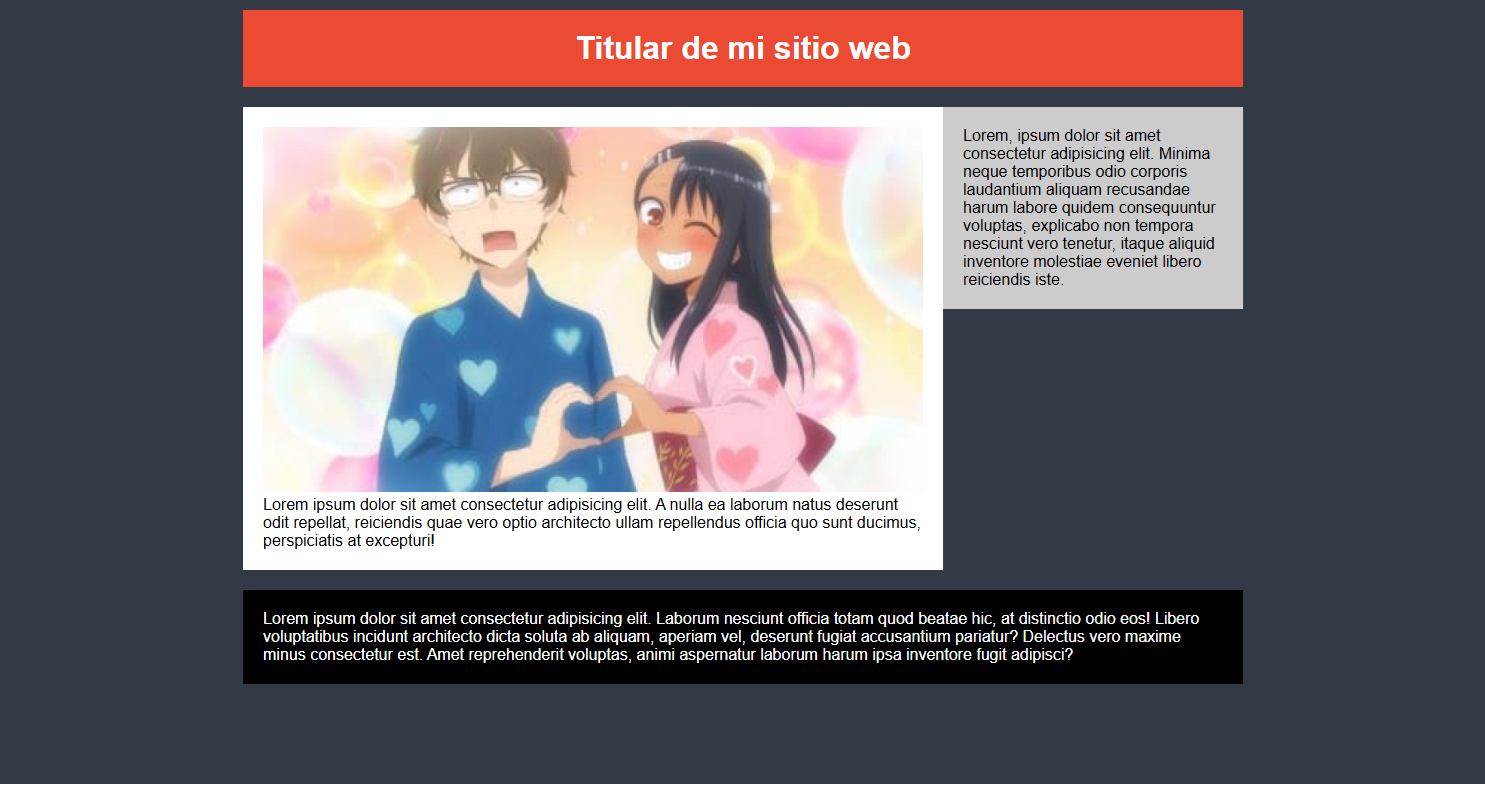 Titular de mi sitio web
Lorem, ipsum dolor sit amet
consectetur adipisicing elit. Minima
neque temporibus odio corporis
laudantium aliquam recusandae
harum labore quidem consequuntur
voluptas, explicabo non tempora
nesciunt vero tenetur, itaque aliquid
inventore molestiae eveniet libero
reiciendis iste.
Lorem ipsum dolor sit amet consectetur adipisicing elit. A nulla ea laborum natus deserunt
odit repellat, reiciendis quae vero optio architecto ullam repellendus officia quo sunt ducimus,
perspiciatis at excepturi!
Lorem ipsum dolor sit amet consectetur adipisicing elit. Laborum nesciunt officia totam quod beatae hic, at distinctio odio eos! Libero
voluptatibus incidunt architecto dicta soluta ab aliquam, aperiam vel, deserunt fugiat accusantium pariatur? Delectus vero maxime
minus consectetur est. Amet reprehenderit voluptas, animi aspernatur laborum harum ipsa inventore fugit adipisci?